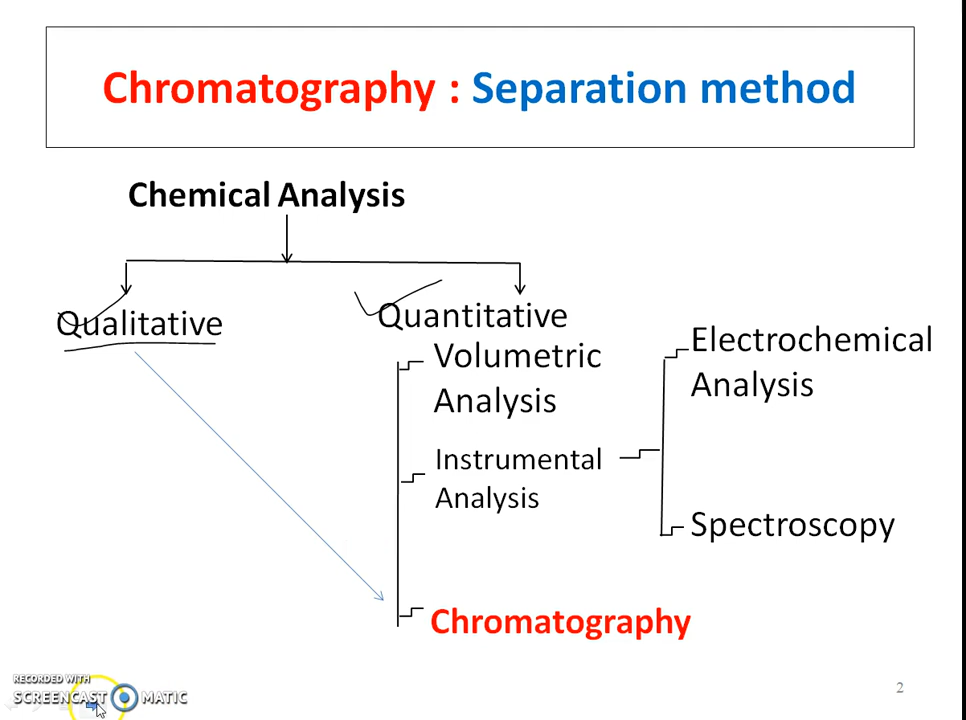 Chromatography : Separation method
Chemical Analysis
Qualitative
Quantitative
Volumetric
Analysis
Instrumental
Analysis
Chromatography
Electrochemical
Analysis
Spectroscopy
RECORDED WITH
SCREENCAST MATIC
2